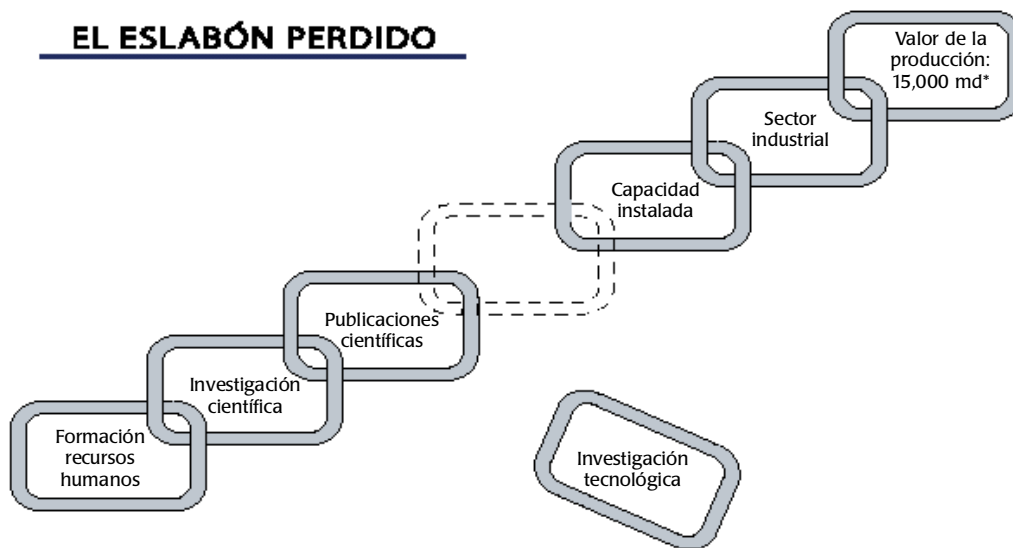 EL ESLABÓN PERDIDO
Valor de la
producción:
15,000 md*
Sector
industrial
Capacidad
instalada
Publicaciones
científicas
Investigación
científica
Formación
recursos
humanos
Investigación
tecnológica